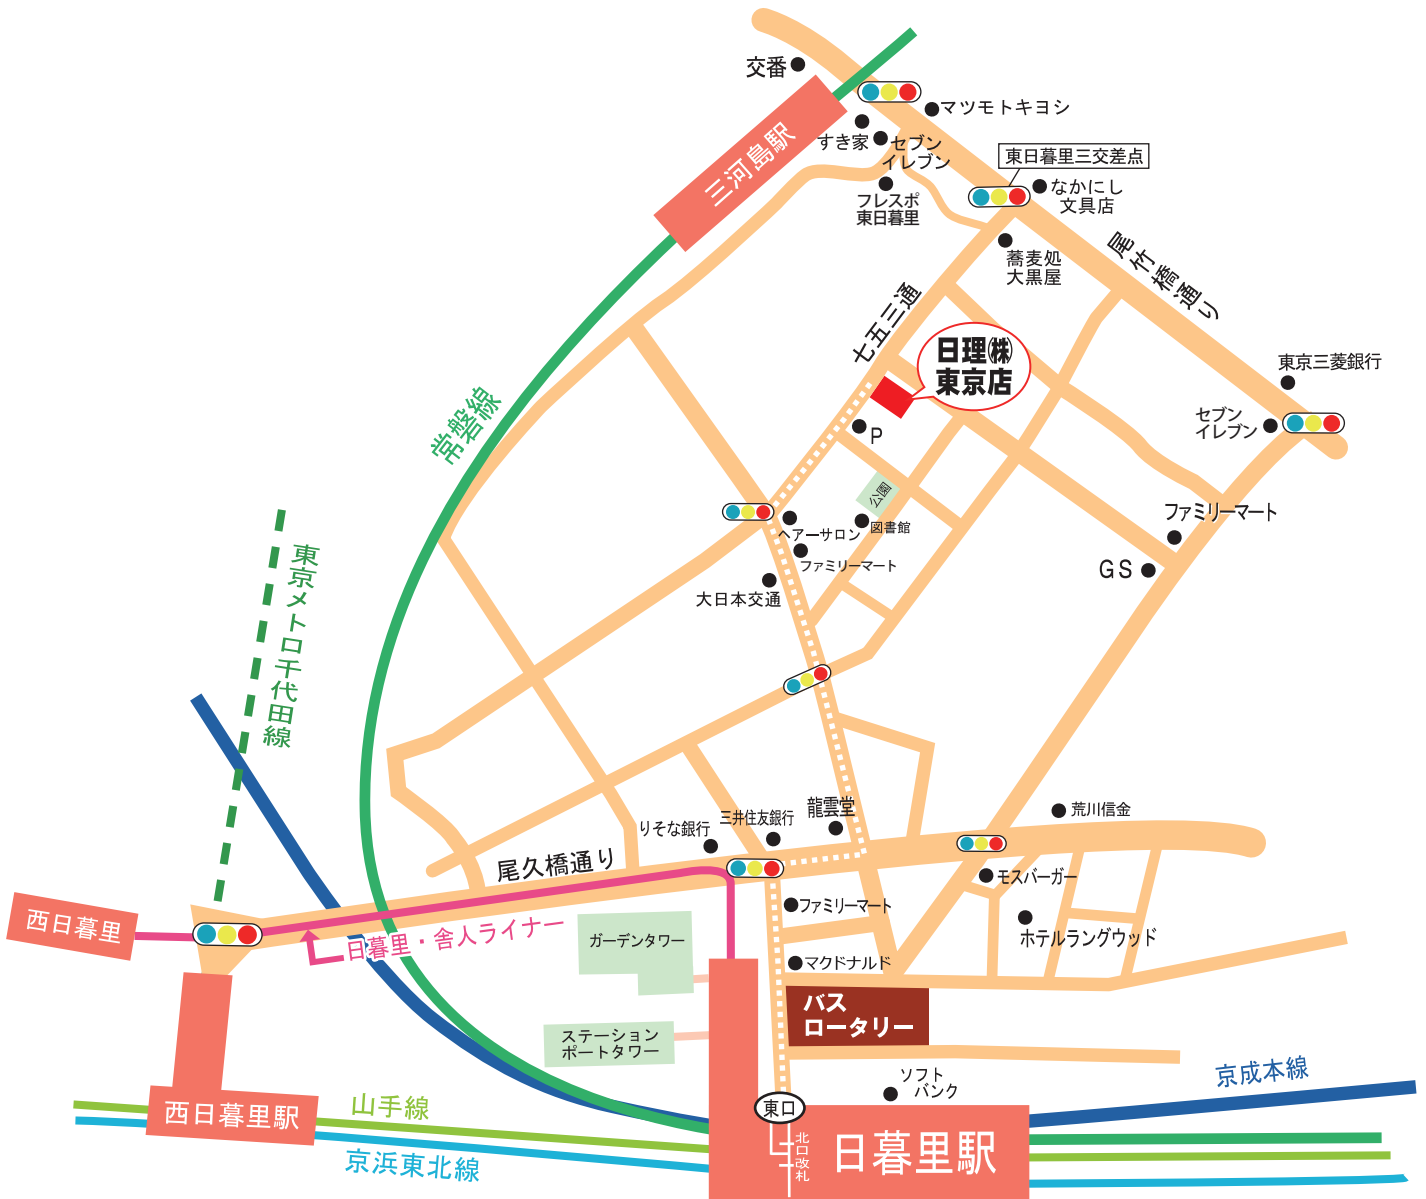 交番
マツモトキヨシ
三河島駅
すき家
セブン
イレブン
東日暮里三交差点
フレスポ
東日暮里
なかにし
文具店
蕎麦処
大黒屋
尾竹橋通り
七五三通
日理㈱
東京店
東京三菱銀行
セブン
イレブン
常磐線
P
公園
図書館
ヘアーサロン
ファミリーマート
大日本交通
ファミリーマート
GS
東京メトロ千代田線
龍雲堂
三井住友銀行
りそな銀行
荒川信金
尾久橋通り
モスバーガー
ホテルラングウッド
西日暮里
日暮里・舎人ライナー
ファミリーマート
ガーデンタワー
マクドナルド
バス
ロータリー
ステーション
ポートタワー
ソフト
バンク
京成本線
山手線
西日暮里駅
京浜東北線
東口
北口改札
日暮里駅